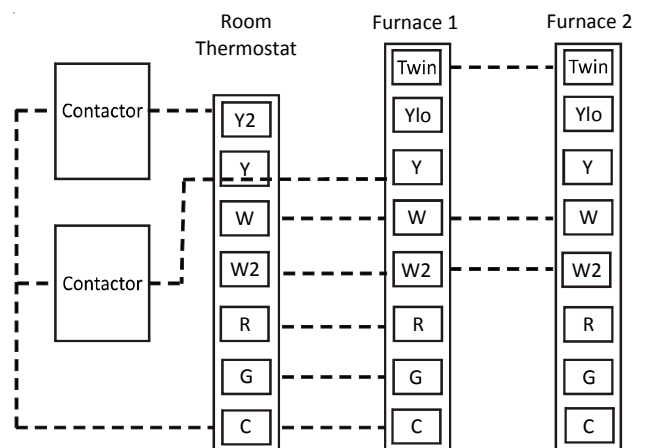 Room
Thermostat
Furnace 1
Furnace 2
Contactor
Contactor
Y2
Y
W
W2
R
G
C
Twin
Ylo
Y
W
W2
R
G
C
Twin
Ylo
Y
W
W2
R
G
C